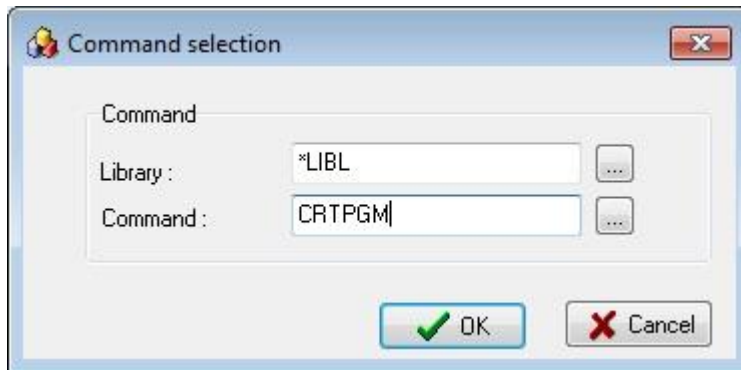 Command selection
Command
Library : *LIBL ...
Command : CRTPGM ...
OK Cancel